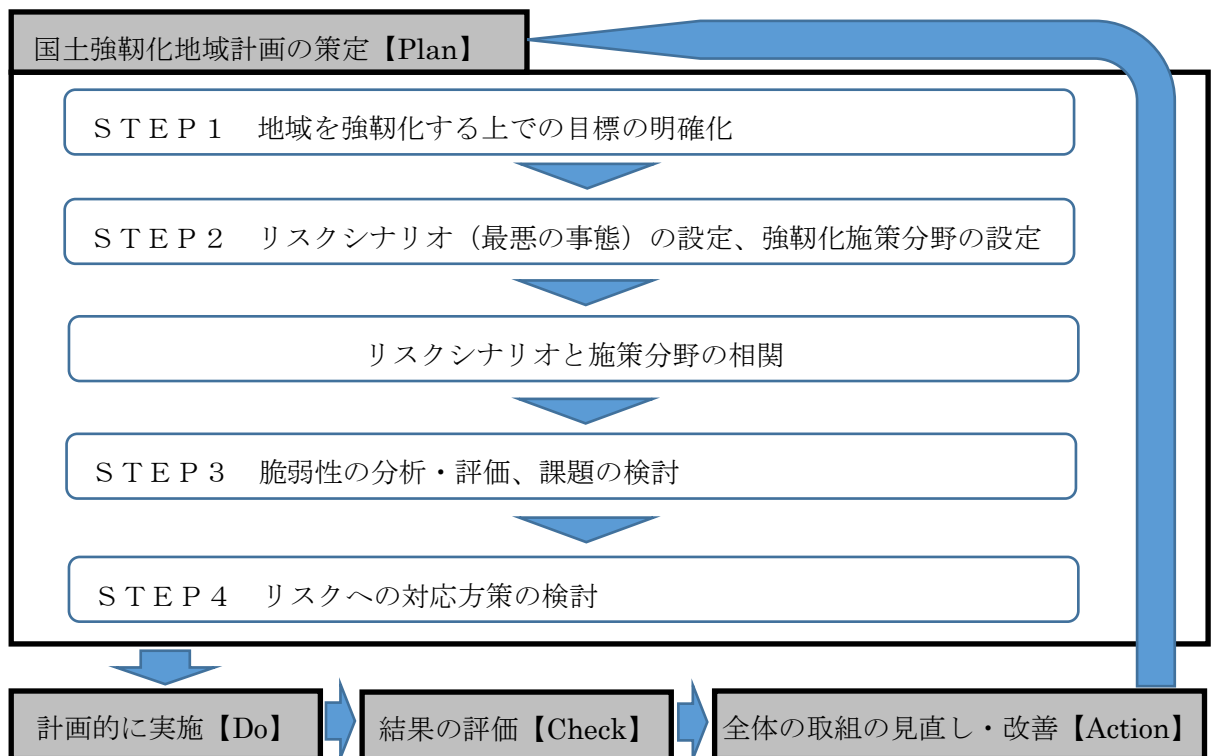 国土強靭化地域計画の策定【Plan】
ＳＴＥＰ１　地域を強靭化する上での目標の明確化
ＳＴＥＰ２　リスクシナリオ（最悪の事態）の設定、強靭化施策分野の設定
リスクシナリオと施策分野の相関
ＳＴＥＰ３　脆弱性の分析・評価、課題の検討
ＳＴＥＰ４　リスクへの対応方策の検討
計画的に実施【Do】
結果の評価【Check】
全体の取組の見直し・改善【Action】